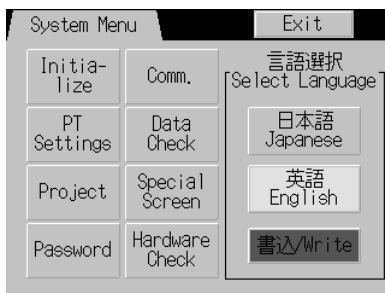 System Menu
Exit
Initia-
lize
Comm.
PT
Settings
Data
Check
Project
Special
Screen
Password
Hardware
Check
言語選択
Select Language
日本語
Japanese
英語
English
書込/Write